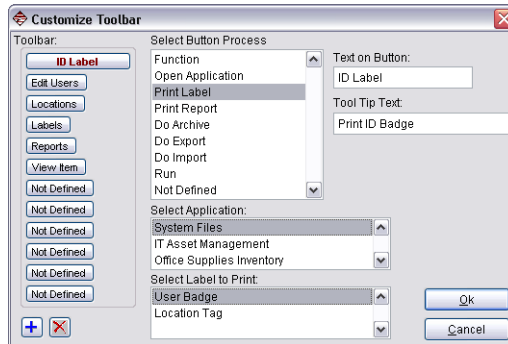 Customize Toolbar
Toolbar:
ID Label
Edit Users
Locations
Labels
Reports
View Item
Not Defined
Not Defined
Not Defined
Not Defined
Not Defined
Not Defined
Select Button Process
Function
Open Application
Print Label
Print Report
Do Archive
Do Export
Do Import
Run
Not Defined
Select Application:
System Files
IT Asset Management
Office Supplies Inventory
Select Label to Print:
User Badge
Location Tag
Text on Button:
ID Label
Tool Tip Text:
Print ID Badge
Ok
Cancel